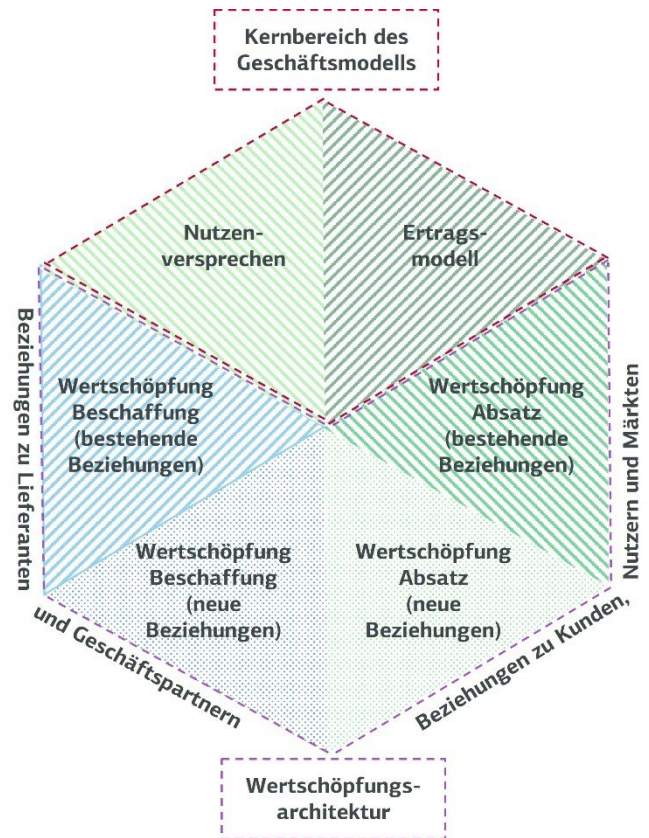 Kernbereich des
Geschäftsmodells
Nutzen-
versprechen
Ertrags-
modell
Beziehungen zu Lieferanten
und Geschäftspartnern
Wertschöpfung
Beschaffung
(bestehende
Beziehungen)
Wertschöpfung
Absatz
(bestehende
Beziehungen)
Wertschöpfung
Beschaffung
(neue
Beziehungen)
Wertschöpfung
Absatz
(neue
Beziehungen)
Beziehungen zu Kunden,
Nutzern und Märkten
Wertschöpfungs-
architektur